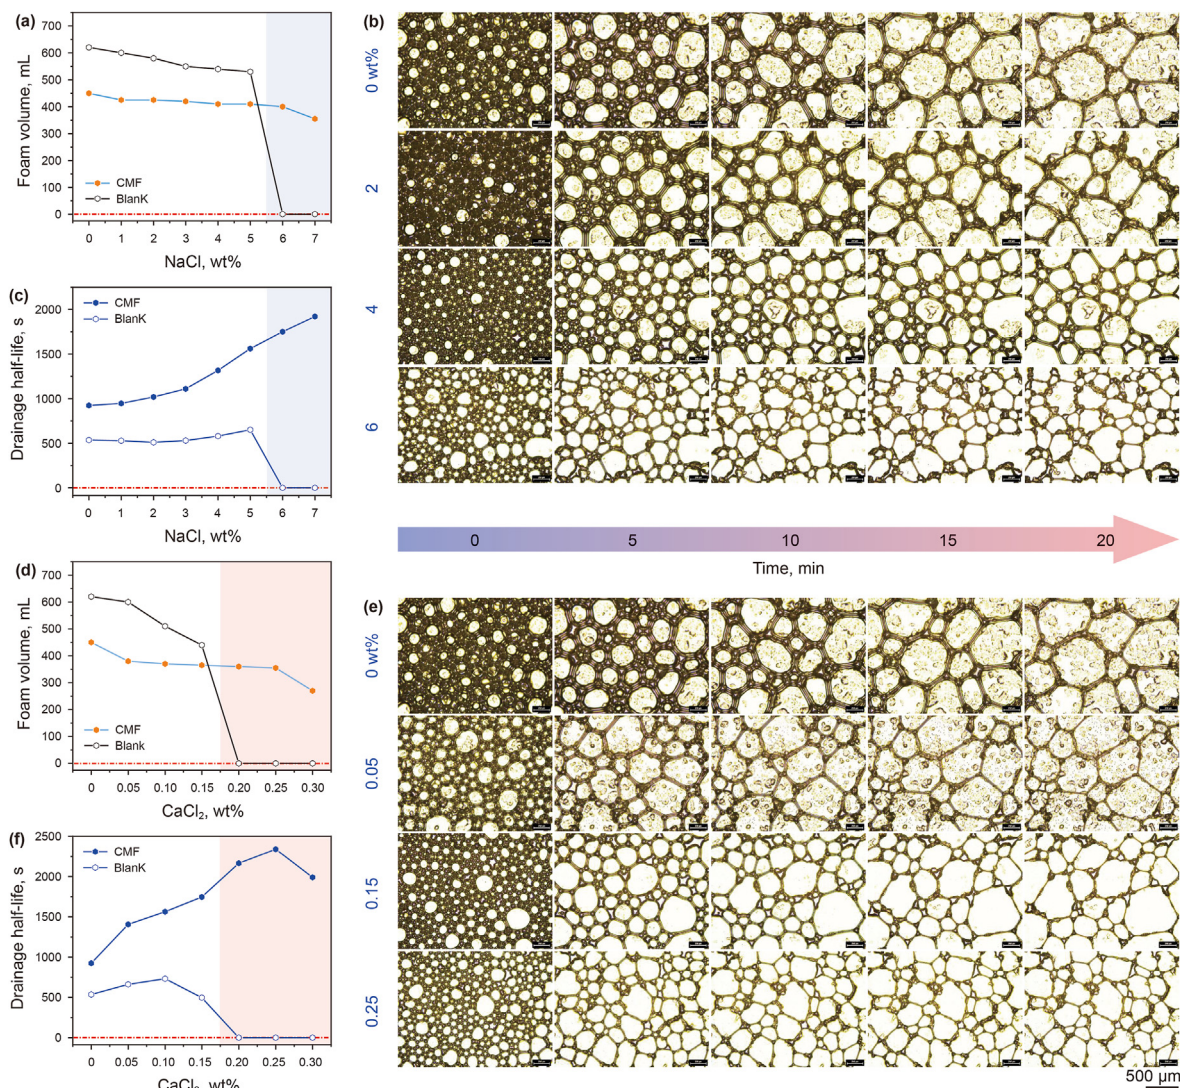 (a)
700
600
500
400
300
200
100
0
Foam volume, mL
CMF
BlanK
0 1 2 3 4 5 6 7
NaCl, wt%
(b)
0 wt%
2
4
6
(c)
2000
1500
1000
500
0
Drainage half-life, s
CMF
BlanK
0 1 2 3 4 5 6 7
NaCl, wt%
0 5 10 15 20
Time, min
(d)
700
600
500
400
300
200
100
0
Foam volume, mL
CMF
Blank
0 0.05 0.10 0.15 0.20 0.25 0.30
CaCl₂, wt%
(e)
0 wt%
0.05
0.15
0.25
500 μm
(f)
2500
2000
1500
1000
500
0
Drainage half-life, s
CMF
BlanK
0 0.05 0.10 0.15 0.20 0.25 0.30
CaCl₂, wt%